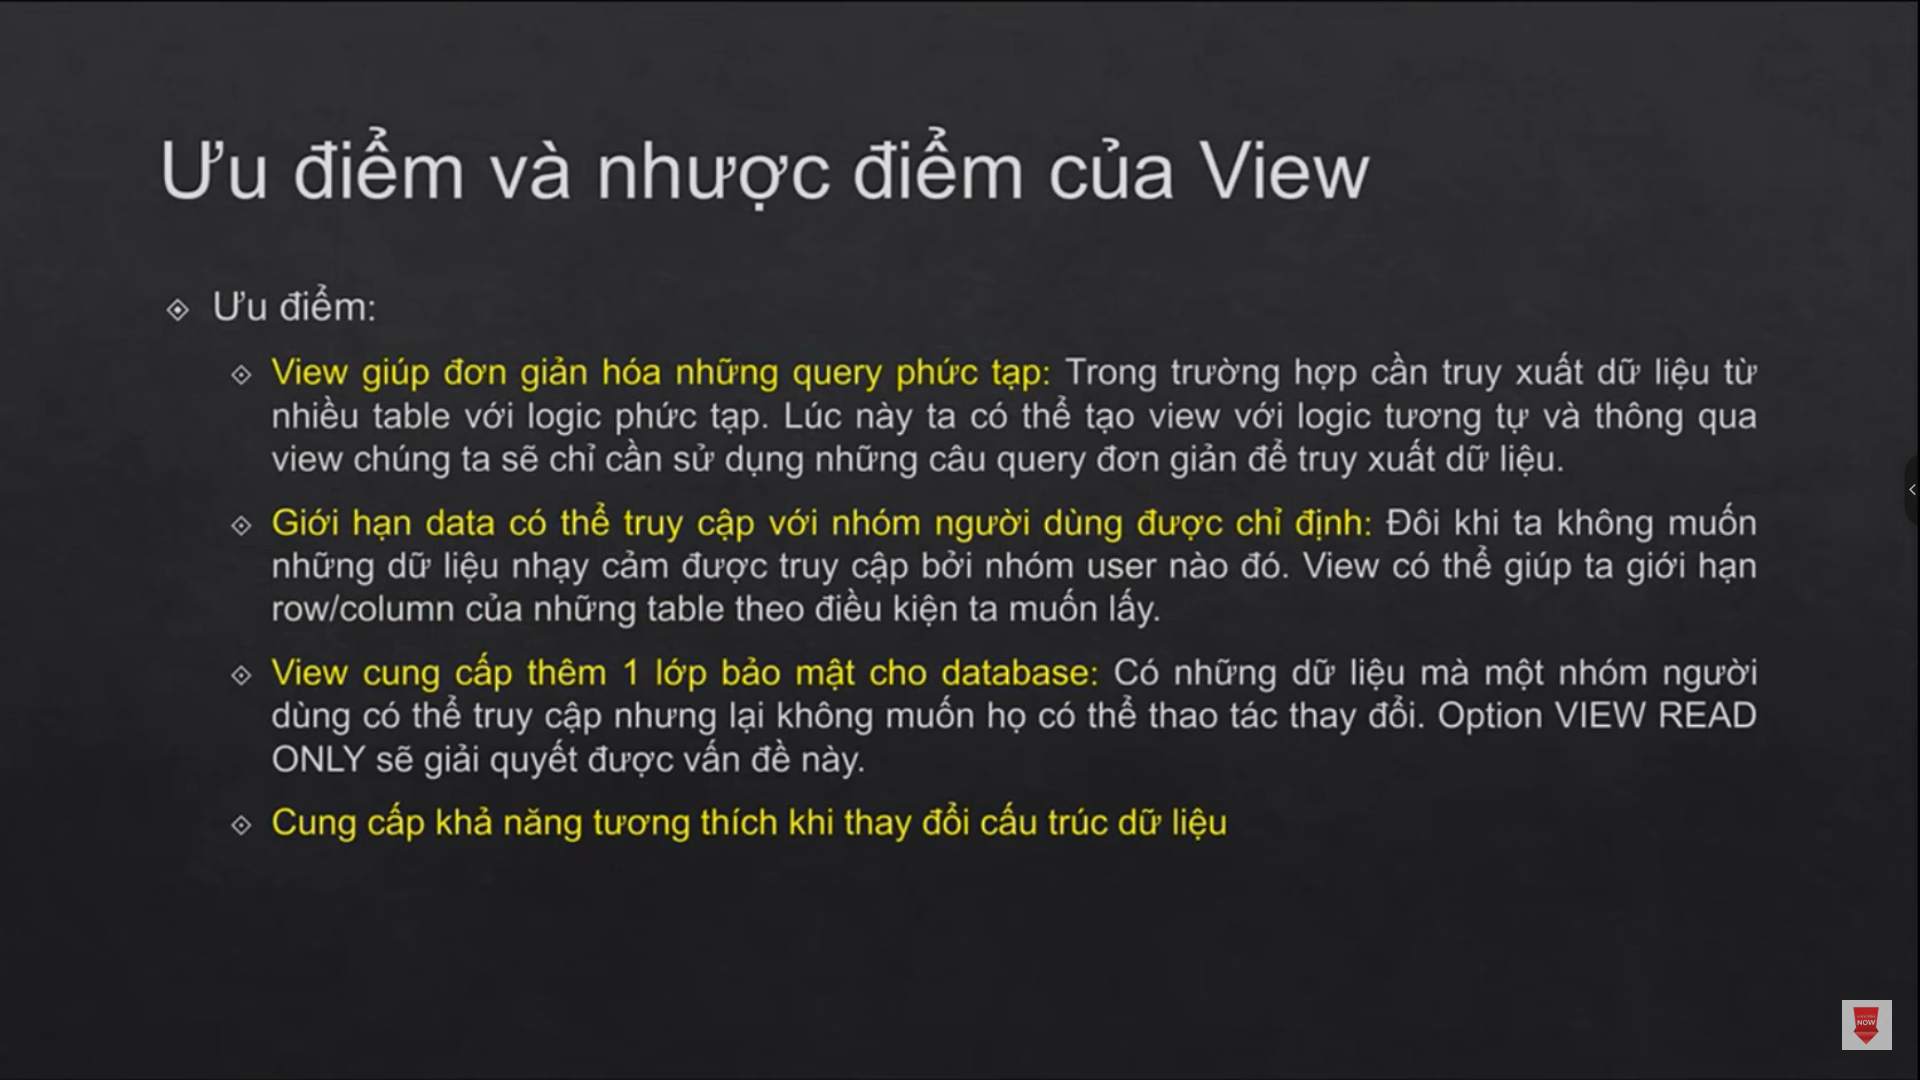 Ưu điểm và nhược điểm của View
Ưu điểm:
View giúp đơn giản hóa những query phức tạp: Trong trường hợp cần truy xuất dữ liệu từ
nhiều table với logic phức tạp. Lúc này ta có thể tạo view với logic tương tự và thông qua
view chúng ta sẽ chỉ cần sử dụng những câu query đơn giản để truy xuất dữ liệu.
Giới hạn data có thể truy cập với nhóm người dùng được chỉ định: Đôi khi ta không muốn
những dữ liệu nhạy cảm được truy cập bởi nhóm user nào đó. View có thể giúp ta giới hạn
row/column của những table theo điều kiện ta muốn lấy.
View cung cấp thêm 1 lớp bảo mật cho database: Có những dữ liệu mà một nhóm người
dùng có thể truy cập nhưng lại không muốn họ có thể thao tác thay đổi. Option VIEW READ
ONLY sẽ giải quyết được vấn đề này.
Cung cấp khả năng tương thích khi thay đổi cấu trúc dữ liệu
NOW